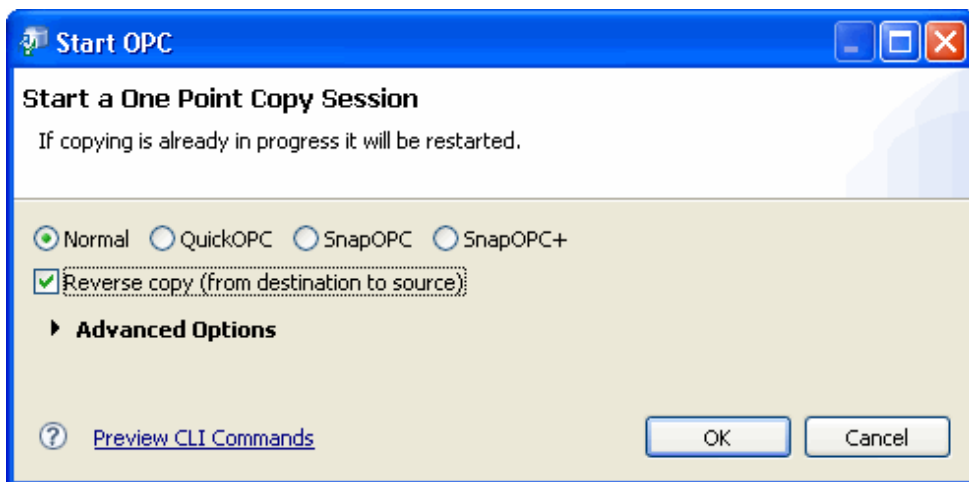 Start OPC
Start a One Point Copy Session
If copying is already in progress it will be restarted.
Normal QuickOPC SnapOPC SnapOPC+
Reverse copy (from destination to source)
Advanced Options
? Preview CLI Commands OK Cancel